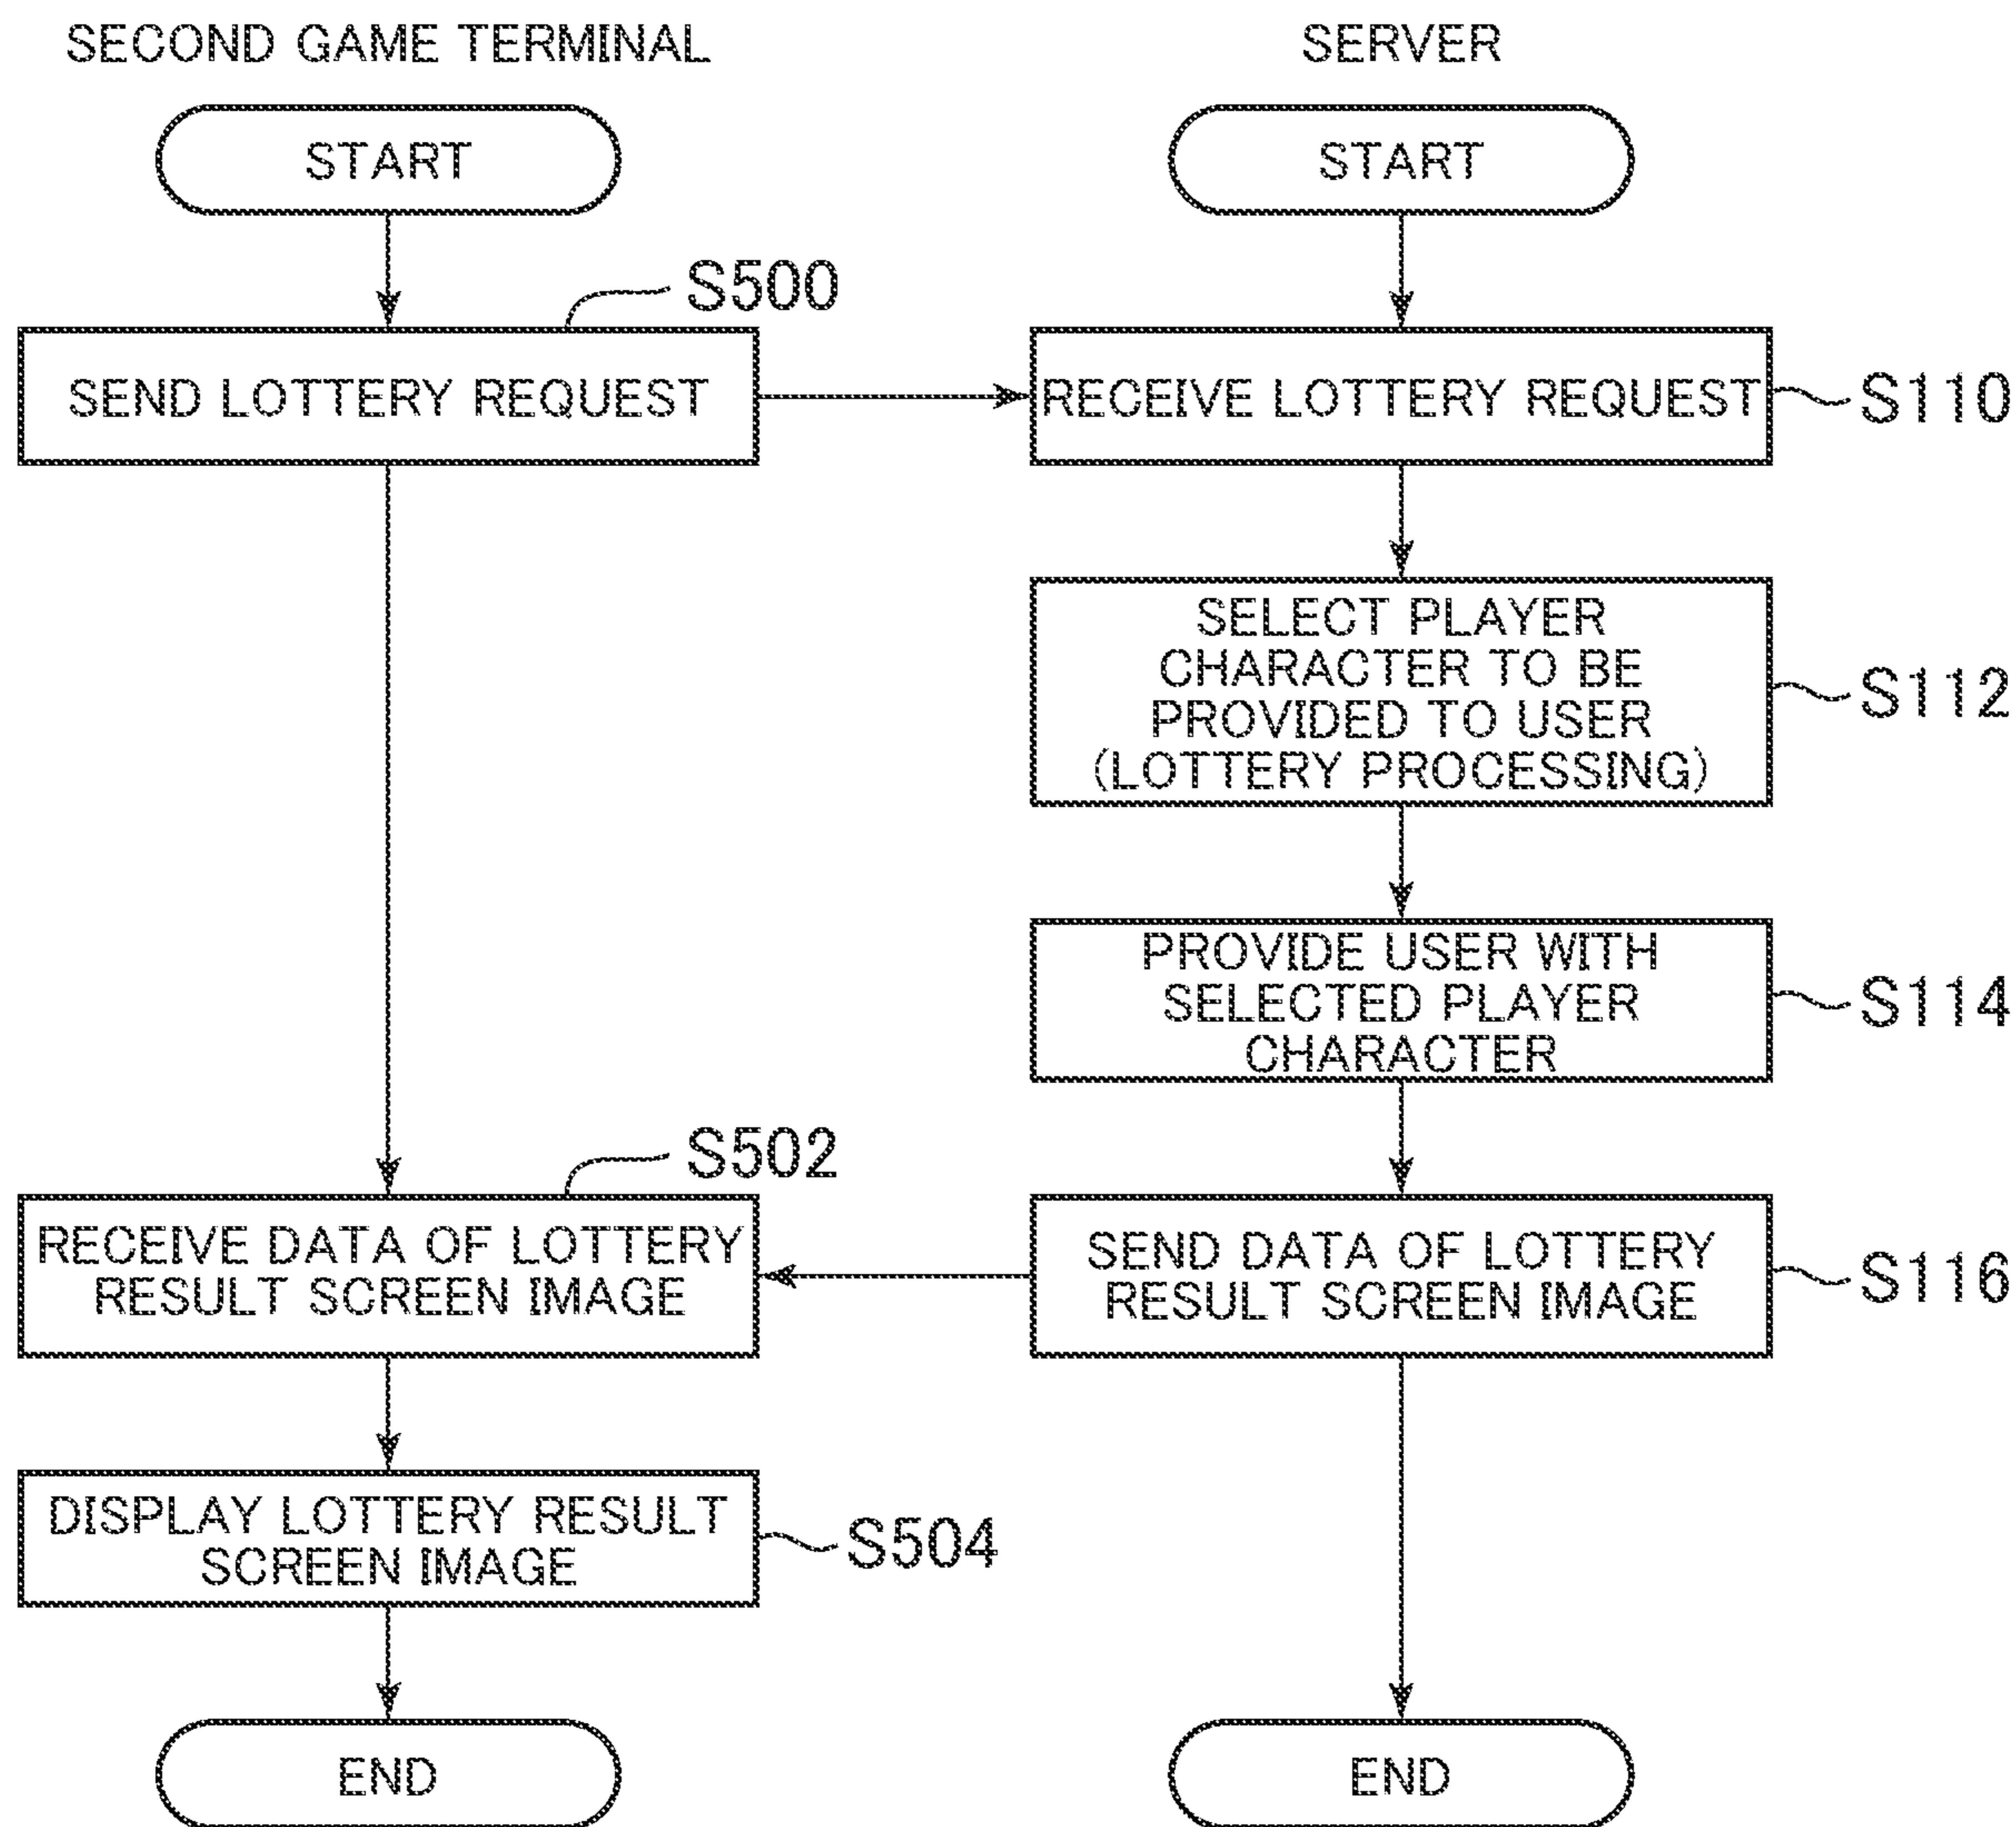 SECOND GAME TERMINAL
SERVER
START
START
S500
SEND LOTTERY REQUEST
RECEIVE LOTTERY REQUEST
S110
SELECT PLAYER
CHARACTER TO BE
PROVIDED TO USER
(LOTTERY PROCESSING)
S112
PROVIDE USER WITH
SELECTED PLAYER
CHARACTER
S114
S502
RECEIVE DATA OF LOTTERY
RESULT SCREEN IMAGE
SEND DATA OF LOTTERY
RESULT SCREEN IMAGE
S116
DISPLAY LOTTERY RESULT
SCREEN IMAGE
S504
END
END